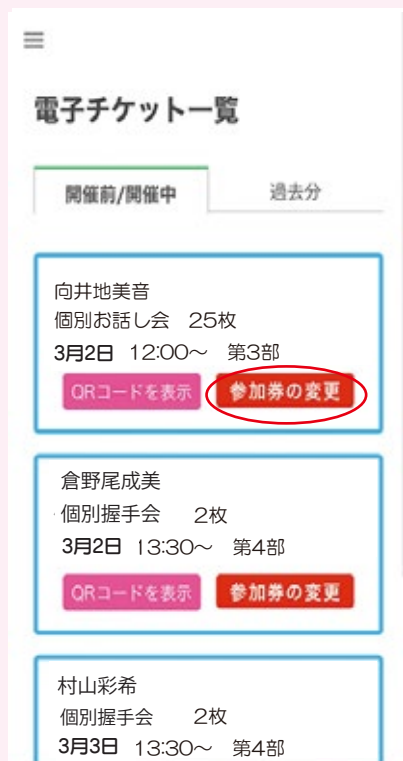 電子チケット一覧
開催前/開催中 過去分
向井地美音
個別お話し会 25枚
3月2日 12:00～ 第3部
QRコードを表示 参加券の変更
倉野尾成美
個別握手会 2枚
3月2日 13:30～ 第4部
QRコードを表示 参加券の変更
村山彩希
個別握手会 2枚
3月3日 13:30～ 第4部